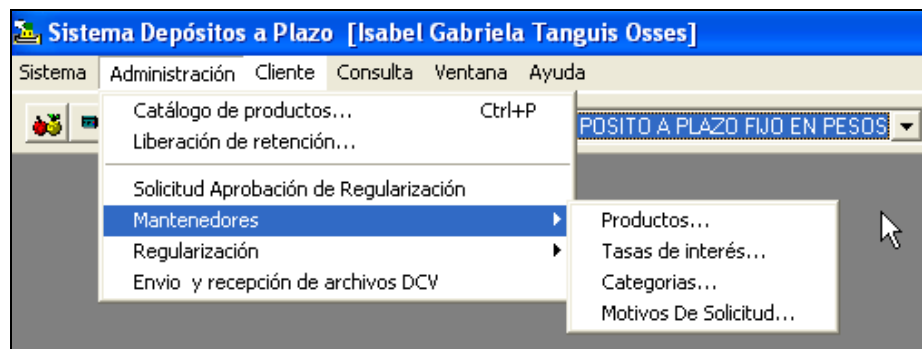 Sistema Depósitos a Plazo [Isabel Gabriela Tanguis Osses]
Sistema Administración Cliente Consulta Ventana Ayuda
Catálogo de productos... Ctrl+P
POSITO A PLAZO FIJO EN PESOS
Liberación de retención...
Solicitud Aprobación de Regularización
Mantenedores
Productos...
Regularización
Tasas de interés...
Envio y recepción de archivos DCV
Categorias...
Motivos De Solicitud...